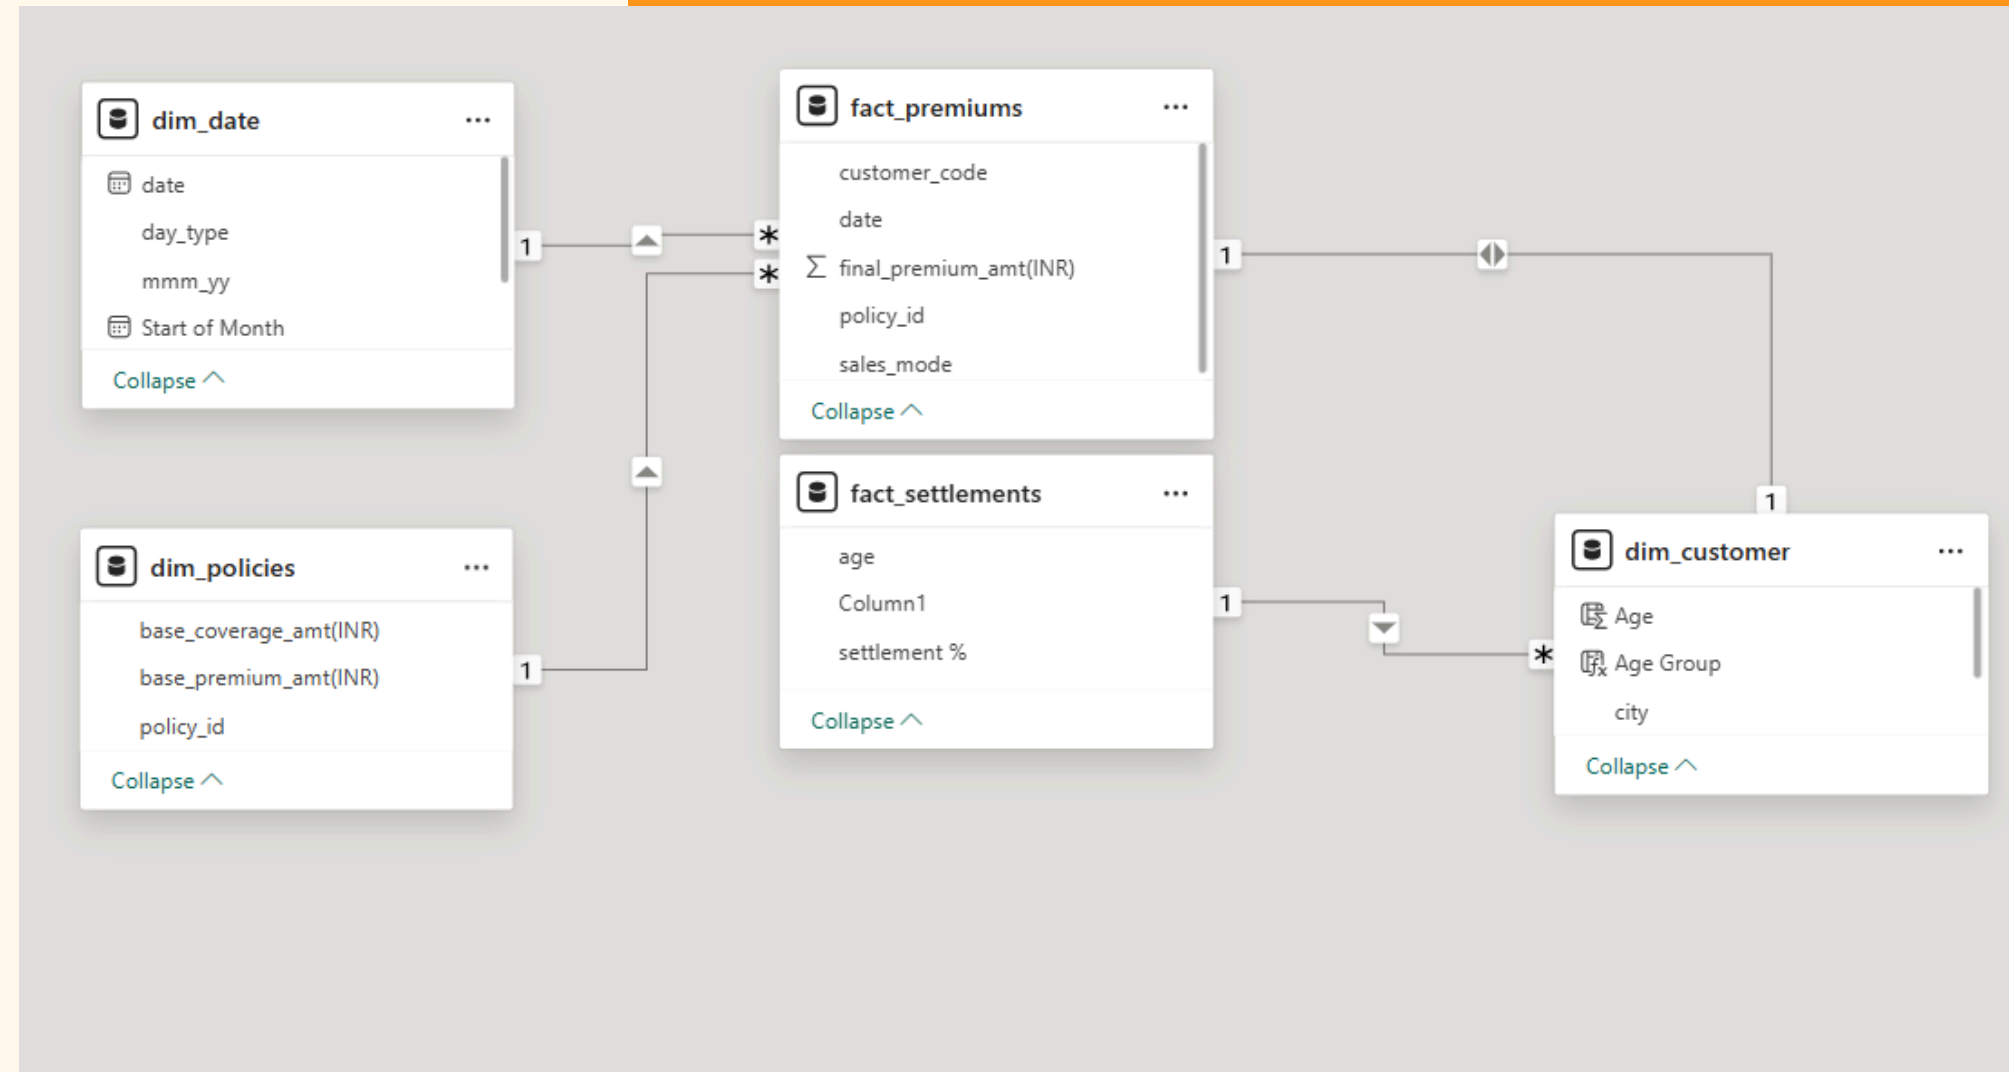 dim_date
date
day_type
mmm_yy
Start of Month
Collapse
fact_premiums
customer_code
date
final_premium_amt(INR)
policy_id
sales_mode
Collapse
1
*
*
1
1
dim_policies
base_coverage_amt(INR)
base_premium_amt(INR)
policy_id
Collapse
1
fact_settlements
age
Column1
settlement %
Collapse
1
*
dim_customer
Age
Age Group
city
Collapse